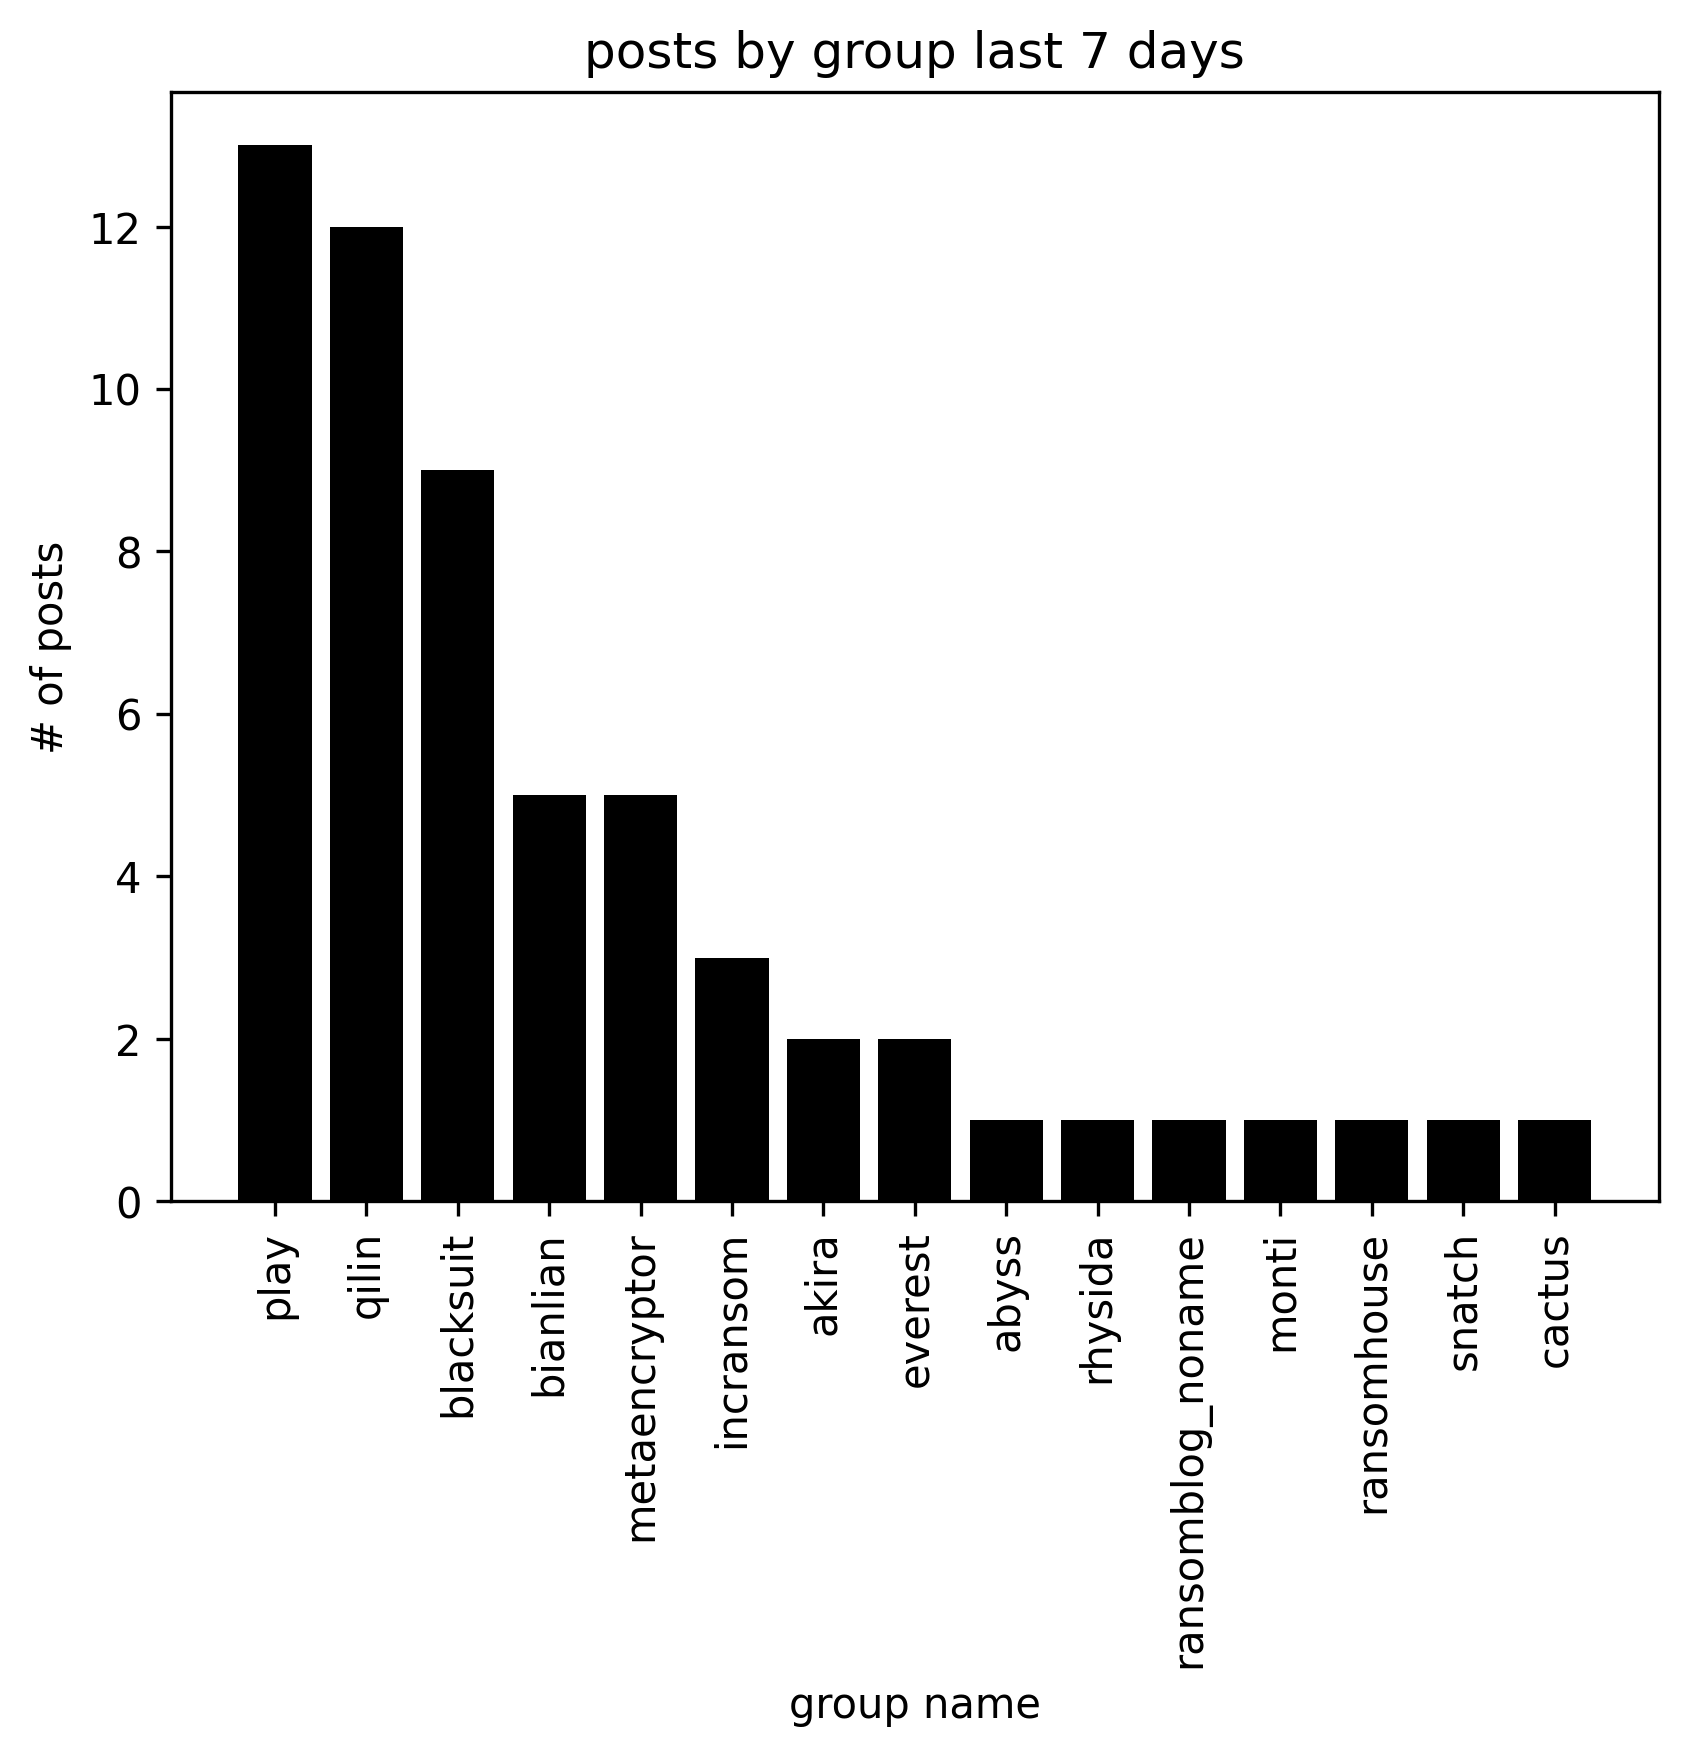 posts by group last 7 days
# of posts
12
10
8
6
4
2
0
play
qilin
blacksuit
bianlian
metaencryptor
incransom
akira
everest
abyss
rhysida
ransomblog_noname
monti
ransomhouse
snatch
cactus
group name